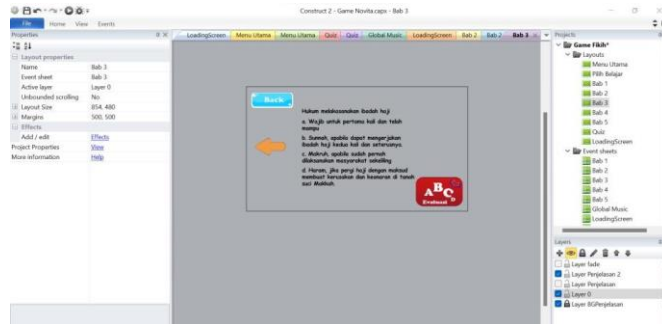 Construct 2 - Game Novita.capx - Bab 3
File Home View Events
Properties
LoadingScreen Menu Utama Menu Utama Quiz Quiz Global Music LoadingScreen Bab 2 Bab 2 Bab 3
Projects
Layout properties
Name Bab 3
Event sheet Bab 3
Active layer Layer 0
Unbounded scrolling No
Layout Size 854, 480
Margins 500, 500
Effects
Add / edit Effects
Project Properties View
More information Help
Back
Hukum melaksanakan ibadah haji
a. Wajib untuk pertama kali dan telah
mampu
b. Sunnah, apabila dapat mengerjakan
ibadah haji kedua kali dan seterusnya.
c. Makruh, apabila sudah pernah
dilaksanakan masyarakat sekeliling
d. Haram, jika pergi haji dengan maksud
membuat kerusakan dan keonaran di tanah
suci Makkah.
ABC
Evaluasi
Game Fikih*
Layouts
Menu Utama
Pilih Belajar
Bab 1
Bab 2
Bab 3
Bab 4
Bab 5
Quiz
LoadingScreen
Event sheets
Bab 1
Bab 2
Bab 3
Bab 4
Bab 5
Global Music
LoadingScreen
Layers
Layer fade
Layer Penjelasan 2
Layer Penjelasan
Layer 0
Layer BGPenjelasan